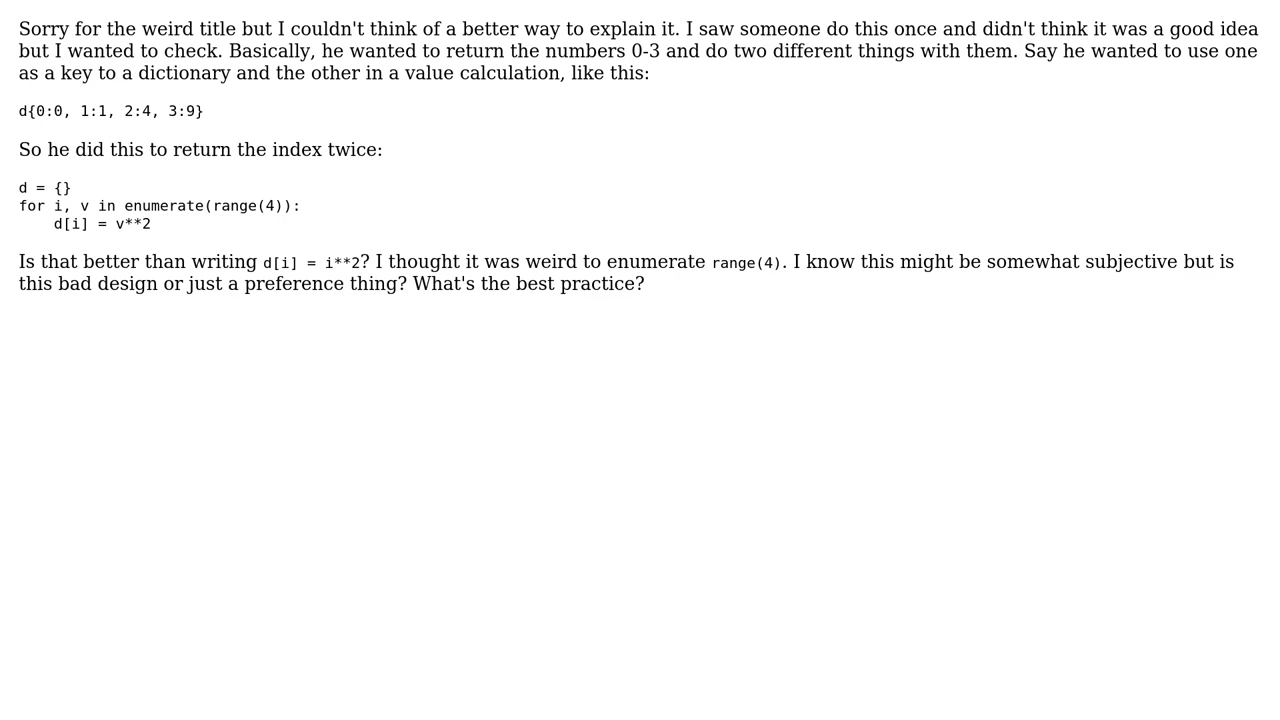 Sorry for the weird title but I couldn't think of a better way to explain it. I saw someone do this once and didn't think it was a good idea
but I wanted to check. Basically, he wanted to return the numbers 0-3 and do two different things with them. Say he wanted to use one
as a key to a dictionary and the other in a value calculation, like this:
d{0:0, 1:1, 2:4, 3:9}
So he did this to return the index twice:
d = {}
for i, v in enumerate(range(4)):
    d[i] = v**2
Is that better than writing d[i] = i**2? I thought it was weird to enumerate range(4). I know this might be somewhat subjective but is
this bad design or just a preference thing? What's the best practice?